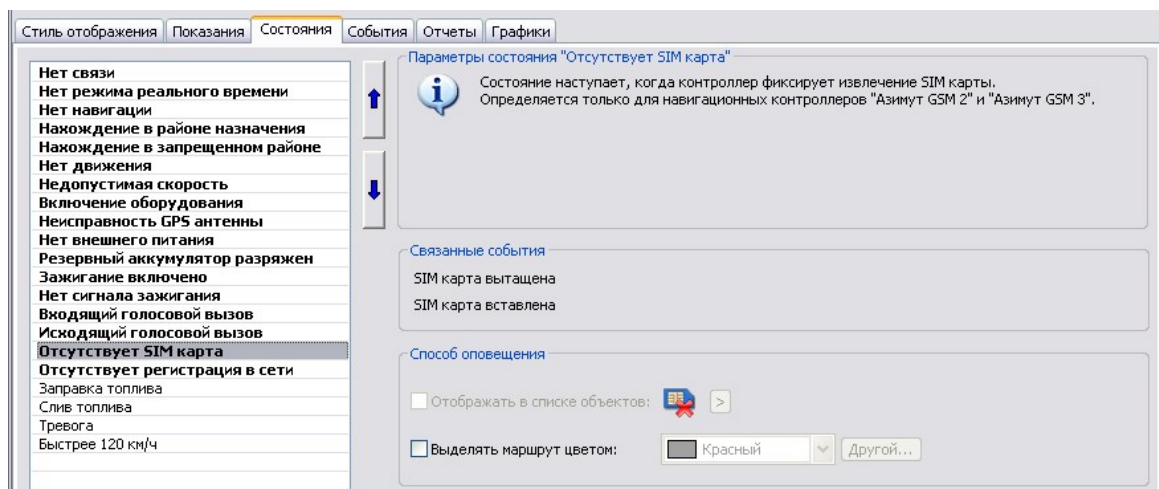 Стиль отображения Показания Состояния События Отчеты Графики
Нет связи
Нет режима реального времени
Нет навигации
Нахождение в районе назначения
Нахождение в запрещенном районе
Нет движения
Недопустимая скорость
Включение оборудования
Неисправность GPS антенны
Нет внешнего питания
Резервный аккумулятор разряжен
Зажигание включено
Нет сигнала зажигания
Входящий голосовой вызов
Исходящий голосовой вызов
Отсутствует SIM карта
Отсутствует регистрация в сети
Заправка топлива
Слив топлива
Тревога
Быстрее 120 км/ч
Параметры состояния "Отсутствует SIM карта"
Состояние наступает, когда контроллер фиксирует извлечение SIM карты.
Определяется только для навигационных контроллеров "Азимут GSM 2" и "Азимут GSM 3".
Связанные события
SIM карта вытащена
SIM карта вставлена
Способ оповещения
Отображать в списке объектов: >
Выделять маршрут цветом: Красный Другой...